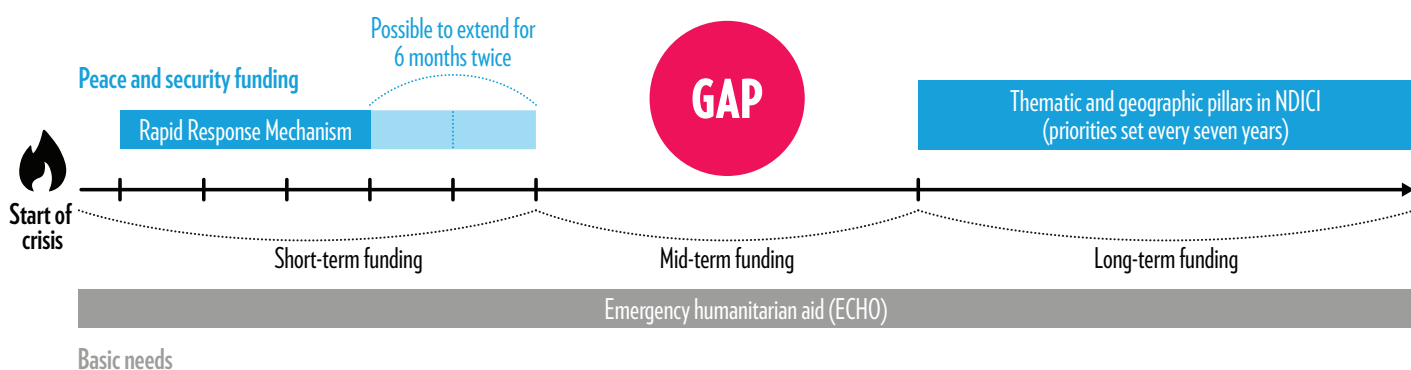 Possible to extend for
6 months twice
Peace and security funding
GAP
Rapid Response Mechanism
Thematic and geographic pillars in NDICI
(priorities set every seven years)
Start of
crisis
Short-term funding
Mid-term funding
Long-term funding
Emergency humanitarian aid (ECHO)
Basic needs